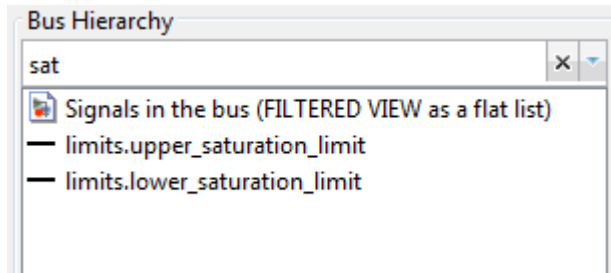 Bus Hierarchy
sat
Signals in the bus (FILTERED VIEW as a flat list)
limits.upper_saturation_limit
limits.lower_saturation_limit